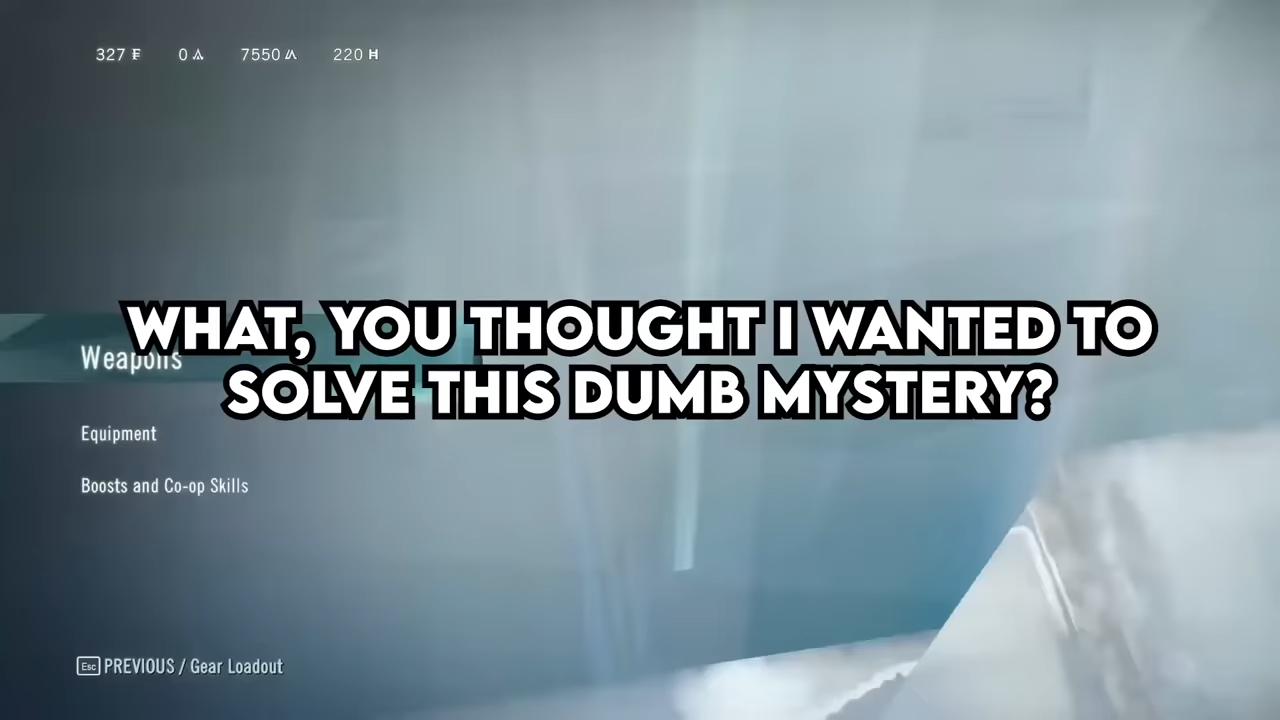 327 0 7550 220
WHAT, YOU THOUGHT I WANTED TO
SOLVE THIS DUMB MYSTERY?
Weapons
Equipment
Boosts and Co-op Skills
Esc PREVIOUS / Gear Loadout